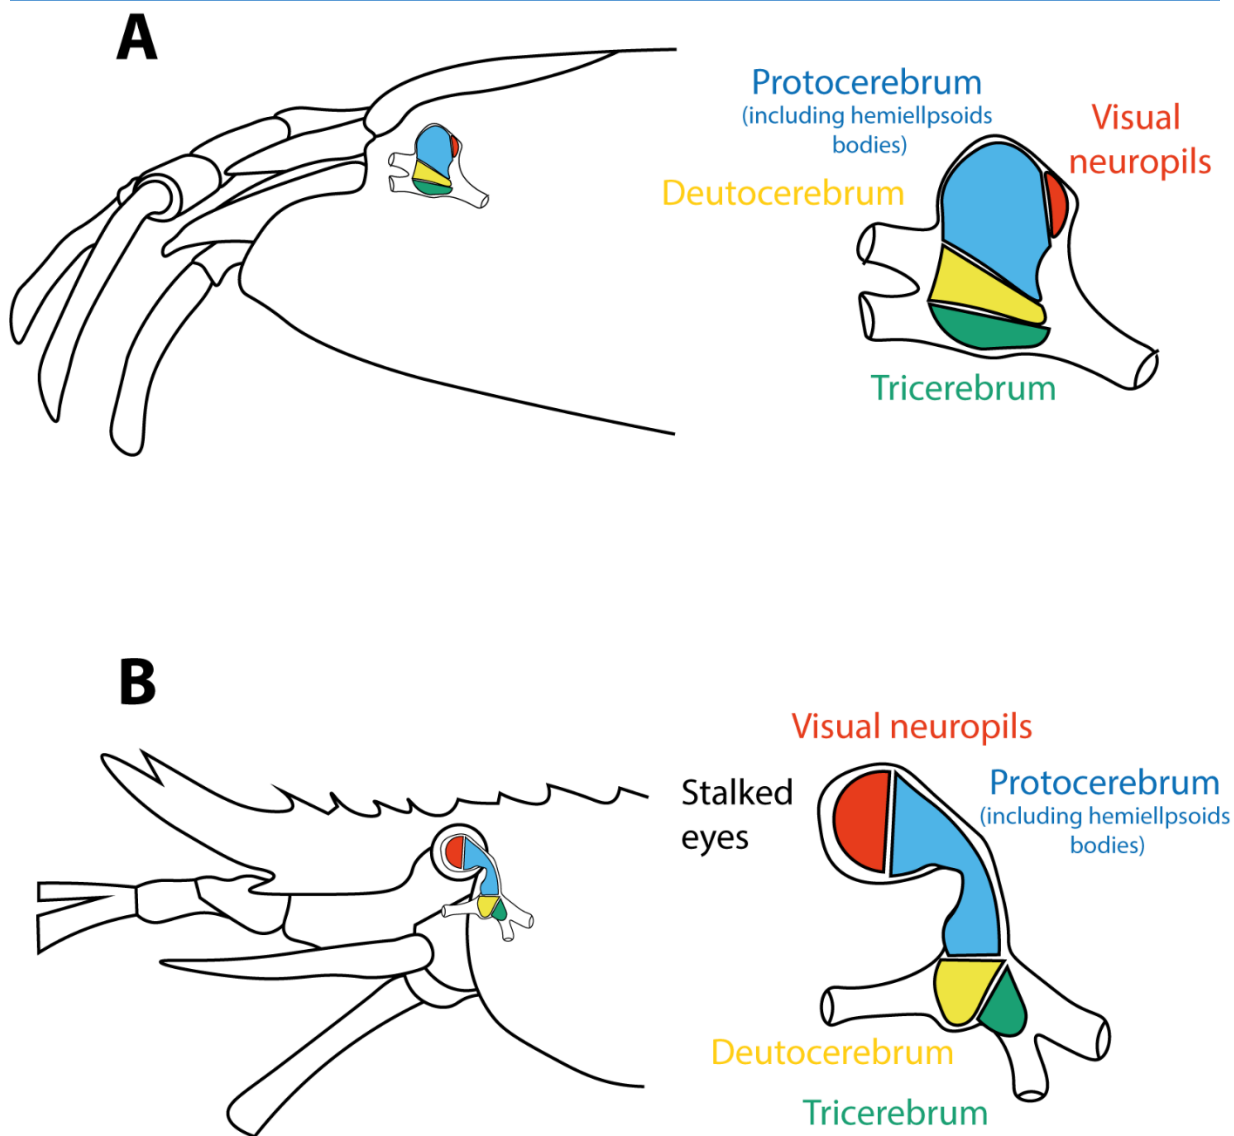 A
Protocerebrum
(including hemiellpsoids
bodies)
Visual
neuropils
Deutocerebrum
Tricerebrum
B
Visual neuropils
Stalked
eyes
Protocerebrum
(including hemiellpsoids
bodies)
Deutocerebrum
Tricerebrum